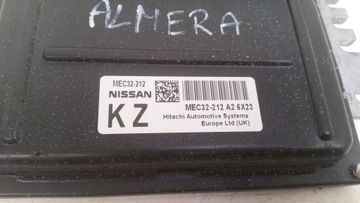 ALMERA
MEC32-212
NISSAN
KZ
MEC32-212 A2 6X23
Hitachi Automotive Systems
Europe Ltd (UK)